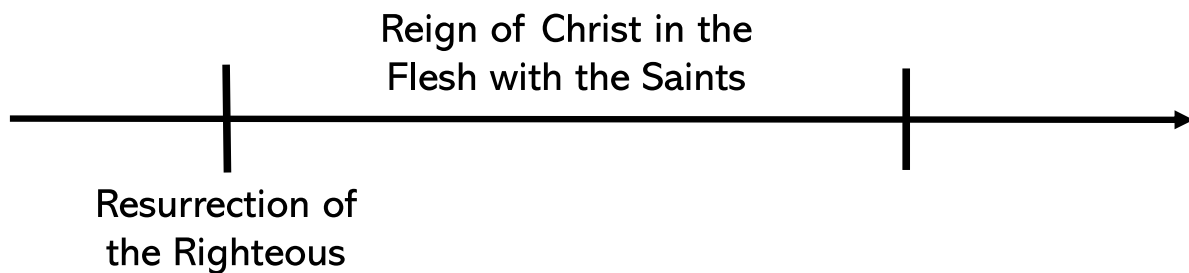 Reign of Christ in the
Flesh with the Saints
Resurrection of
the Righteous